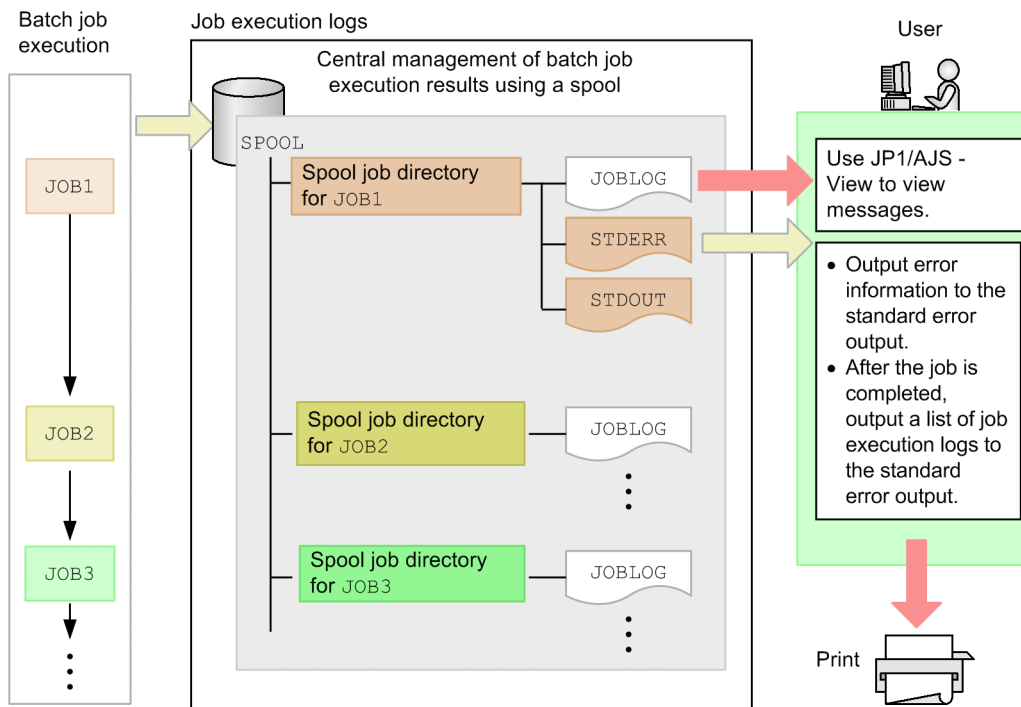 Batch job
execution
Job execution logs
Central management of batch job
execution results using a spool
User
SPOOL
JOB1
Spool job directory
for JOB1
JOBLOG
STDERR
STDOUT
Use JP1/AJS -
View to view
messages.
• Output error
information to the
standard error
output.
• After the job is
completed,
output a list of job
execution logs to
the standard
error output.
JOB2
Spool job directory
for JOB2
JOBLOG
JOB3
Spool job directory
for JOB3
JOBLOG
Print